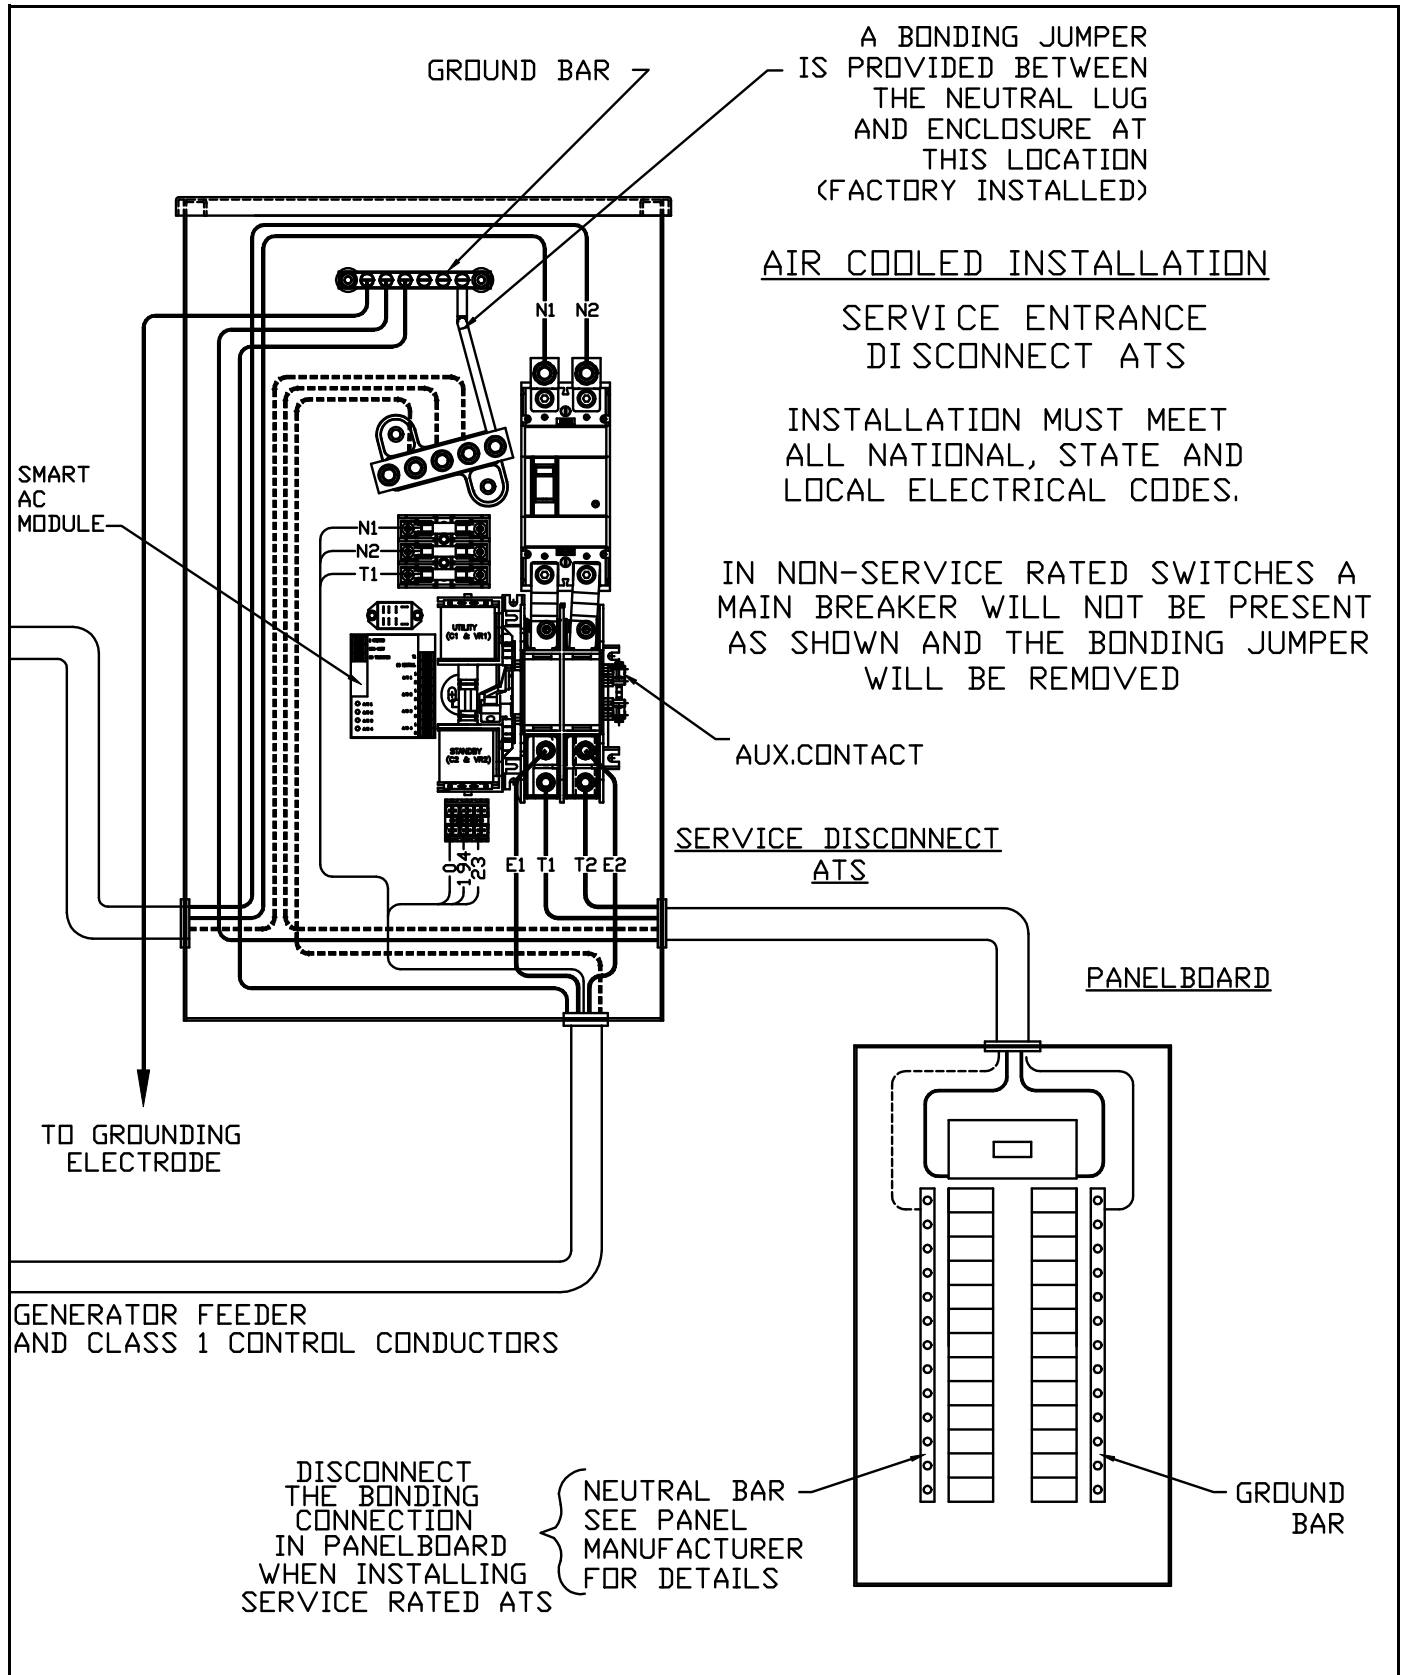 GROUND BAR
A BONDING JUMPER
IS PROVIDED BETWEEN
THE NEUTRAL LUG
AND ENCLOSURE AT
THIS LOCATION
(FACTORY INSTALLED)
AIR COOLED INSTALLATION
SERVICE ENTRANCE
DISCONNECT ATS
INSTALLATION MUST MEET
ALL NATIONAL, STATE AND
LOCAL ELECTRICAL CODES.
IN NON-SERVICE RATED SWITCHES A
MAIN BREAKER WILL NOT BE PRESENT
AS SHOWN AND THE BONDING JUMPER
WILL BE REMOVED
N1 N2
SMART
AC
MODULE
N1
N2
T1
UTILITY
(C1 & VR1)
STANDBY
(C2 & VR2)
AUX.CONTACT
0
194
23
E1 T1 T2 E2
SERVICE DISCONNECT
ATS
PANELBOARD
TO GROUNDING
ELECTRODE
GENERATOR FEEDER
AND CLASS 1 CONTROL CONDUCTORS
DISCONNECT
THE BONDING
CONNECTION
IN PANELBOARD
WHEN INSTALLING
SERVICE RATED ATS
NEUTRAL BAR
SEE PANEL
MANUFACTURER
FOR DETAILS
GROUND
BAR